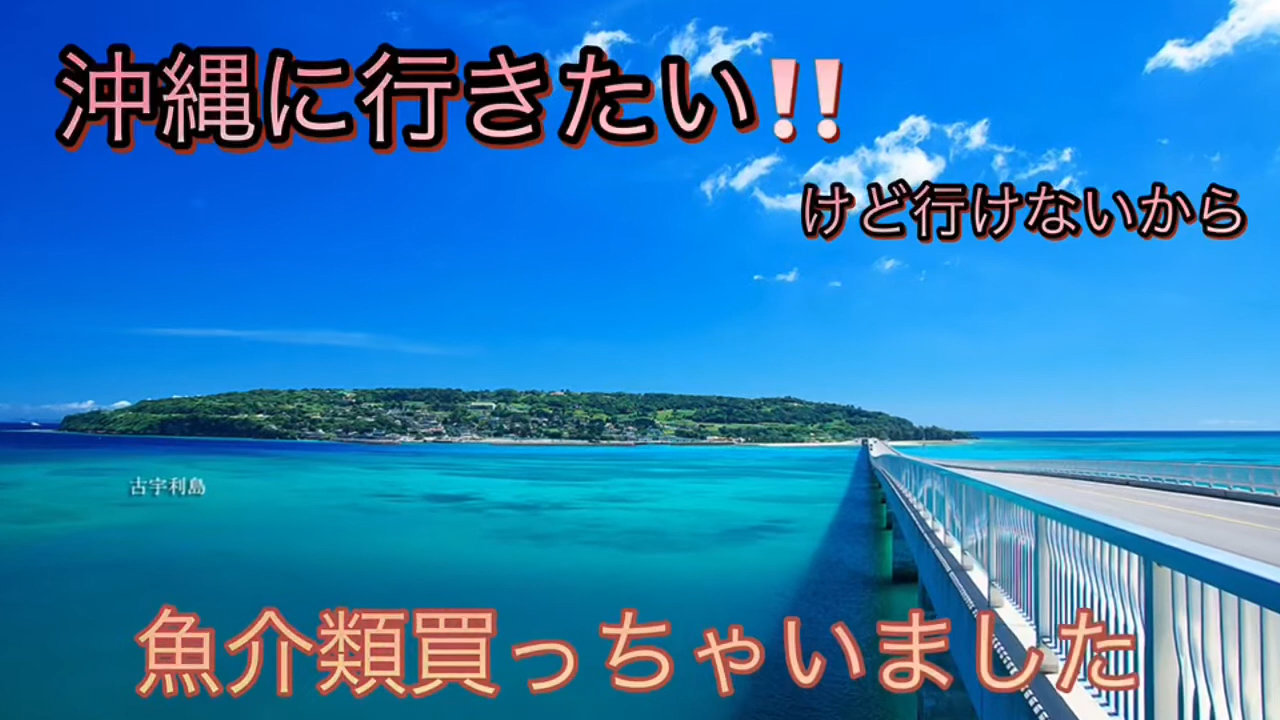 沖縄に行きたい‼
けど行けないから
古宇利島
魚介類買っちゃいました